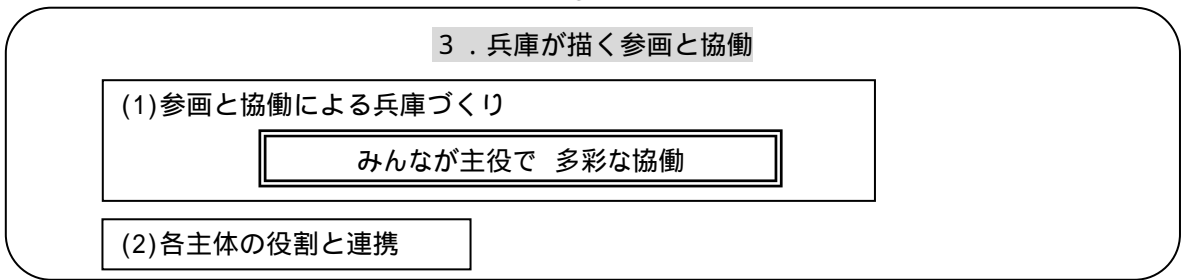 ３．兵庫が描く参画と協働
(1)参画と協働による兵庫づくり
みんなが主役で 多彩な協働
(2)各主体の役割と連携